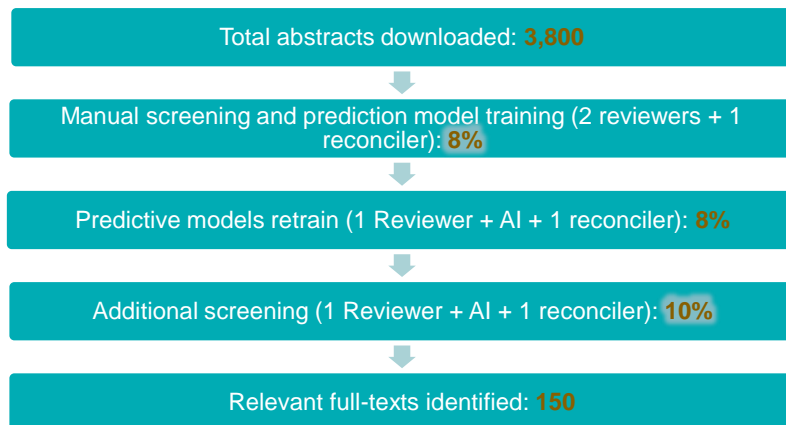 Total abstracts downloaded: 3,800
Manual screening and prediction model training (2 reviewers + 1
reconciler): 8%
Predictive models retrain (1 Reviewer + AI + 1 reconciler): 8%
Additional screening (1 Reviewer + AI + 1 reconciler): 10%
Relevant full-texts identified: 150